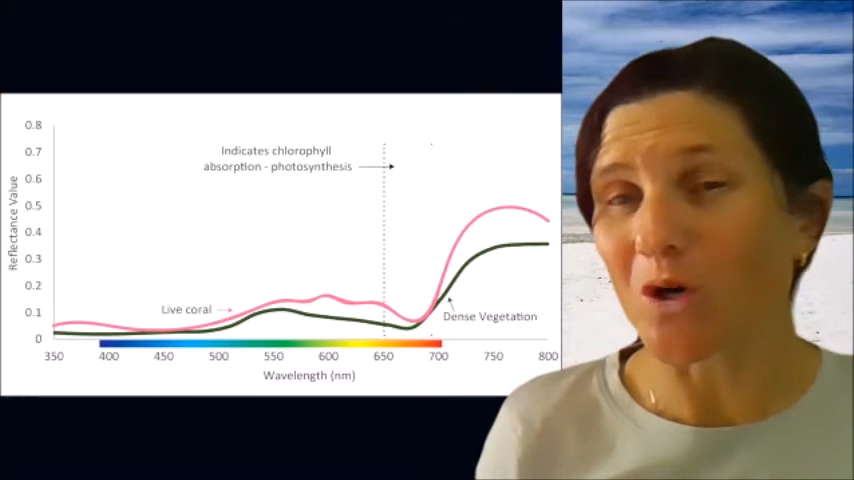 0.8
0.7
0.6
0.5
0.4
0.3
0.2
0.1
0
Reflectance Value
Indicates chlorophyll
absorption - photosynthesis
Live coral
Dense Vegetation
350 400 450 500 550 600 650 700 750 800
Wavelength (nm)